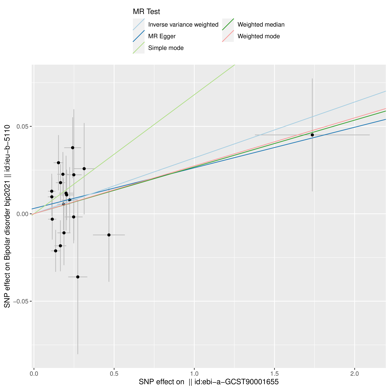 MR Test
Inverse variance weighted
Weighted median
MR Egger
Weighted mode
Simple mode
0.05
0.00
−0.05
0.0
0.5
1.0
1.5
2.0
SNP effect on Bipolar disorder bip2021 || id:ieu−b−5110
SNP effect on || id:ebi−a−GCST90001655